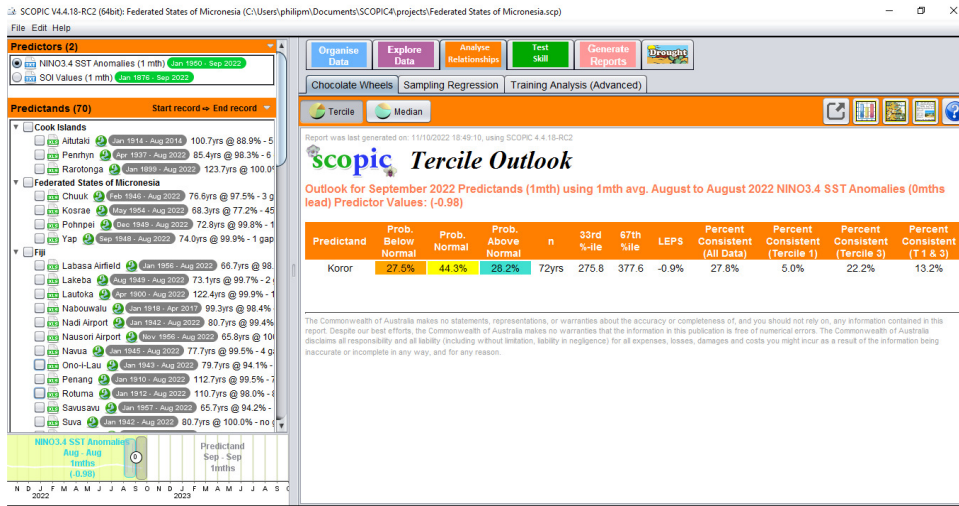 SCOPIC V4.4.18-RC2 (64bit): Federated States of Micronesia (C:\Users\philipm\Documents\SCOPIC4\projects\Federated States of Micronesia.scp)
File Edit Help
Predictors (2)
NINO3.4 SST Anomalies (1 mth) Jan 1950 - Sep 2022
SOI Values (1 mth) Jan 1876 - Sep 2022
Predictands (70) Start record ⇨ End record
Cook Islands
Aitutaki Jan 1914 - Aug 2014 100.7yrs @ 88.9% - 5
Penrhyn Apr 1937 - Aug 2022 85.4yrs @ 98.3% - 6
Rarotonga Jan 1899 - Aug 2022 123.7yrs @ 100.0
Federated States of Micronesia
Chuuk Feb 1946 - Aug 2022 76.6yrs @ 97.5% - 3 g
Kosrae May 1954 - Aug 2022 68.3yrs @ 77.2% - 45
Pohnpei Dec 1949 - Aug 2022 72.8yrs @ 99.8% - 1
Yap Sep 1948 - Aug 2022 74.0yrs @ 99.9% - 1 gap
Fiji
Labasa Airfield Jan 1956 - Aug 2022 66.7yrs @ 98.
Lakeba Aug 1949 - Aug 2022 73.1yrs @ 99.7% - 2
Lautoka Apr 1900 - Aug 2022 122.4yrs @ 99.9% - 1
Nabouwalu Jan 1918 - Apr 2017 99.3yrs @ 98.4%
Nadi Airport Jan 1942 - Aug 2022 80.7yrs @ 99.4%
Nausori Airport Nov 1956 - Aug 2022 65.8yrs @ 10
Navua Jan 1945 - Aug 2022 77.7yrs @ 99.5% - 4 g
Ono-i-Lau Jan 1943 - Aug 2022 79.7yrs @ 94.1% -
Penang Jan 1910 - Aug 2022 112.7yrs @ 99.5% - 7
Rotuma Jan 1912 - Aug 2022 110.7yrs @ 98.0% -
Savusavu Jan 1957 - Aug 2022 65.7yrs @ 94.2% -
Suva Jan 1942 - Aug 2022 80.7yrs @ 100.0% - no
NINO3.4 SST Anomalies
Aug - Aug
1mths
(-0.98)
0
Predictand
Sep - Sep
1mths
N D J F M A M J J A S O N D J F M A M J J A S
2022 2023
Organise Data
Explore Data
Analyse Relationships
Test Skill
Generate Reports
Drought
Chocolate Wheels Sampling Regression Training Analysis (Advanced)
Tercile Median
Report was last generated on: 11/10/2022 18:49:10, using SCOPIC 4.4.18-RC2
scopic Tercile Outlook
Outlook for September 2022 Predictands (1mth) using 1mth avg. August to August 2022 NINO3.4 SST Anomalies (0mths
lead) Predictor Values: (-0.98)
Predictand Prob. Below Normal Prob. Normal Prob. Above Normal n 33rd %-ile 67th %ile LEPS Percent Consistent (All Data) Percent Consistent (Tercile 1) Percent Consistent (Tercile 3) Percent Consistent (T 1 & 3)
Koror 27.5% 44.3% 28.2% 72yrs 275.8 377.6 -0.9% 27.8% 5.0% 22.2% 13.2%
The Commonwealth of Australia makes no statements, representations, or warranties about the accuracy or completeness of, and you should not rely on, any information contained in this
report. Despite our best efforts, the Commonwealth of Australia makes no warranties that the information in this publication is free of numerical errors. The Commonwealth of Australia
disclaims all responsibility and all liability (including without limitation, liability in negligence) for all expenses, losses, damages and costs you might incur as a result of the information being
inaccurate or incomplete in any way, and for any reason.